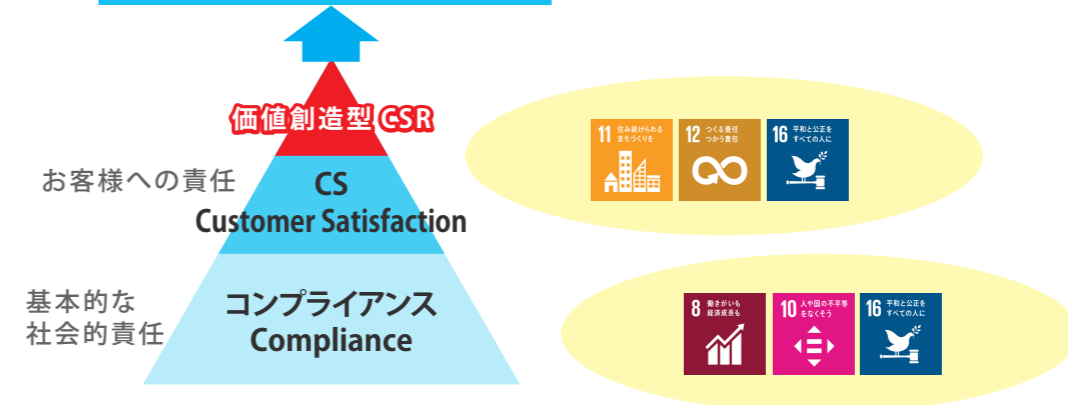 価値創造型 CSR
お客様への責任
CS
Customer Satisfaction
基本的な
社会的責任
コンプライアンス
Compliance
11 住み続けられる
まちづくりを
12 つくる責任
つかう責任
16 平和と公正を
すべての人に
8 働きがいも
経済成長も
10 人や国の不平等
をなくそう
16 平和と公正を
すべての人に